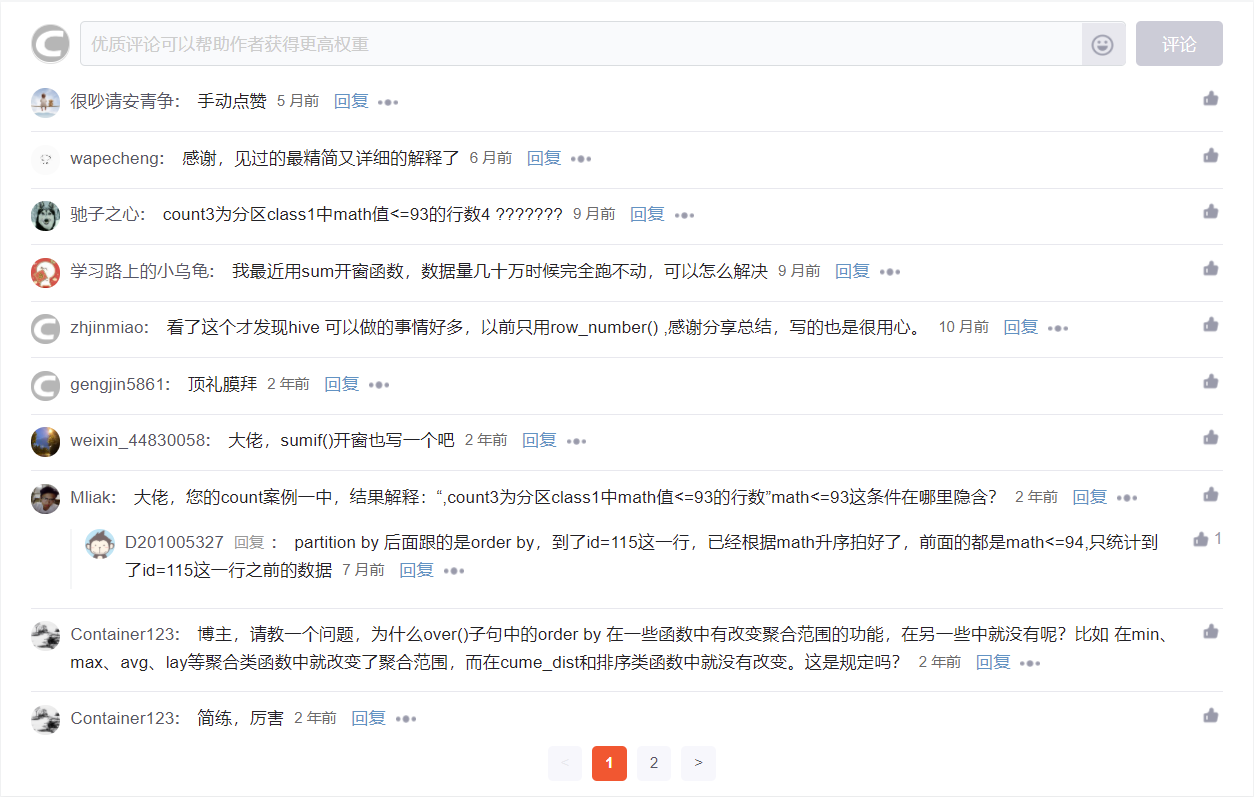 优质评论可以帮助作者获得更高权重
评论
很吵请安青争: 手动点赞 5 月前 回复
wapecheng: 感谢，见过的最精简又详细的解释了 6 月前 回复
驰子之心: count3为分区class1中math值<=93的行数4 ??????? 9 月前 回复
学习路上的小乌龟: 我最近用sum开窗函数，数据量几十万时候完全跑不动，可以怎么解决 9 月前 回复
zhjinmiao: 看了这个才发现hive 可以做的事情好多，以前只用row_number() ,感谢分享总结，写的也是很用心。 10 月前 回复
gengjin5861: 顶礼膜拜 2 年前 回复
weixin_44830058: 大佬，sumif()开窗也写一个吧 2 年前 回复
Mliak: 大佬，您的count案例一中，结果解释：“,count3为分区class1中math值<=93的行数”math<=93这条件在哪里隐含？ 2 年前 回复
D201005327 回复 : partition by 后面跟的是order by，到了id=115这一行，已经根据math升序拍好了，前面的都是math<=94,只统计到 1
了id=115这一行之前的数据 7 月前 回复
Container123: 博主，请教一个问题，为什么over()子句中的order by 在一些函数中有改变聚合范围的功能，在另一些中就没有呢？比如 在min、
max、avg、lay等聚合类函数中就改变了聚合范围，而在cume_dist和排序类函数中就没有改变。这是规定吗？ 2 年前 回复
Container123: 简练，厉害 2 年前 回复
< 1 2 >